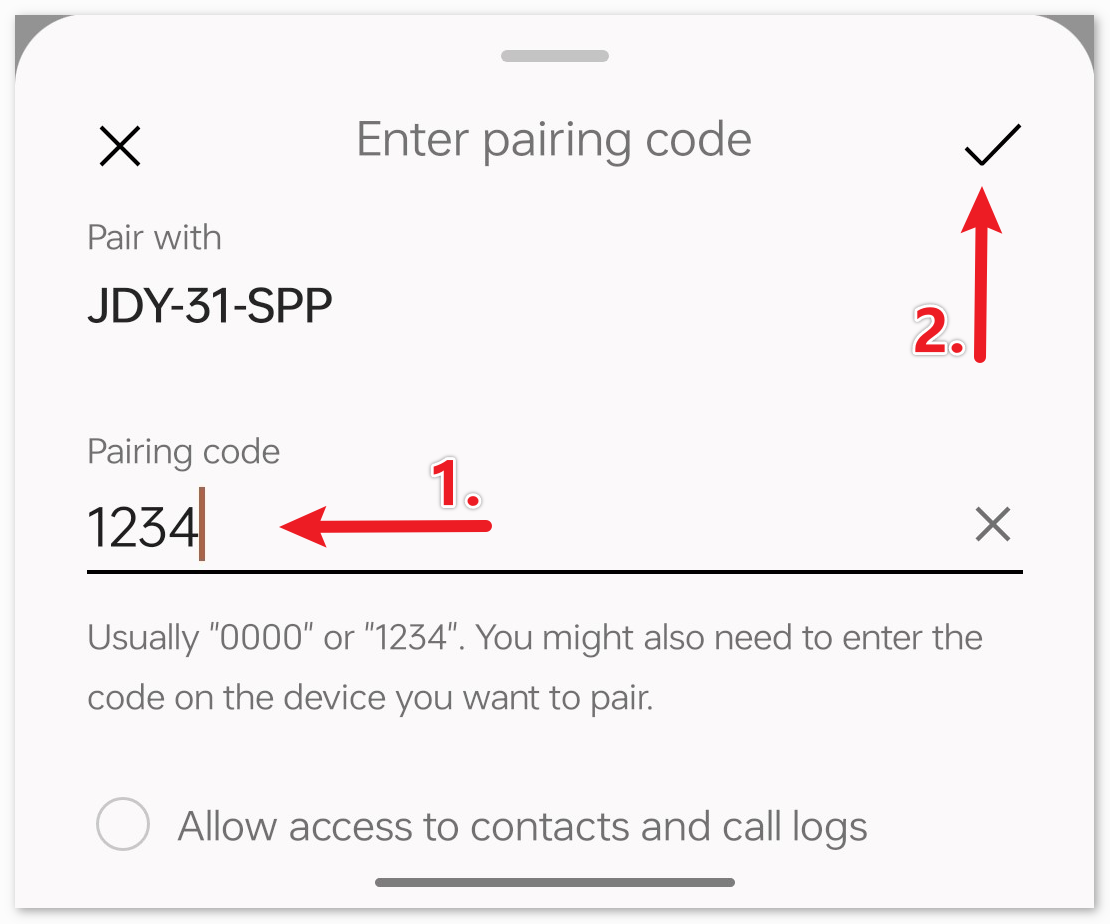 Enter pairing code
Pair with
JDY-31-SPP
2.
Pairing code
1.
1234
Usually "0000" or "1234". You might also need to enter the
code on the device you want to pair.
Allow access to contacts and call logs